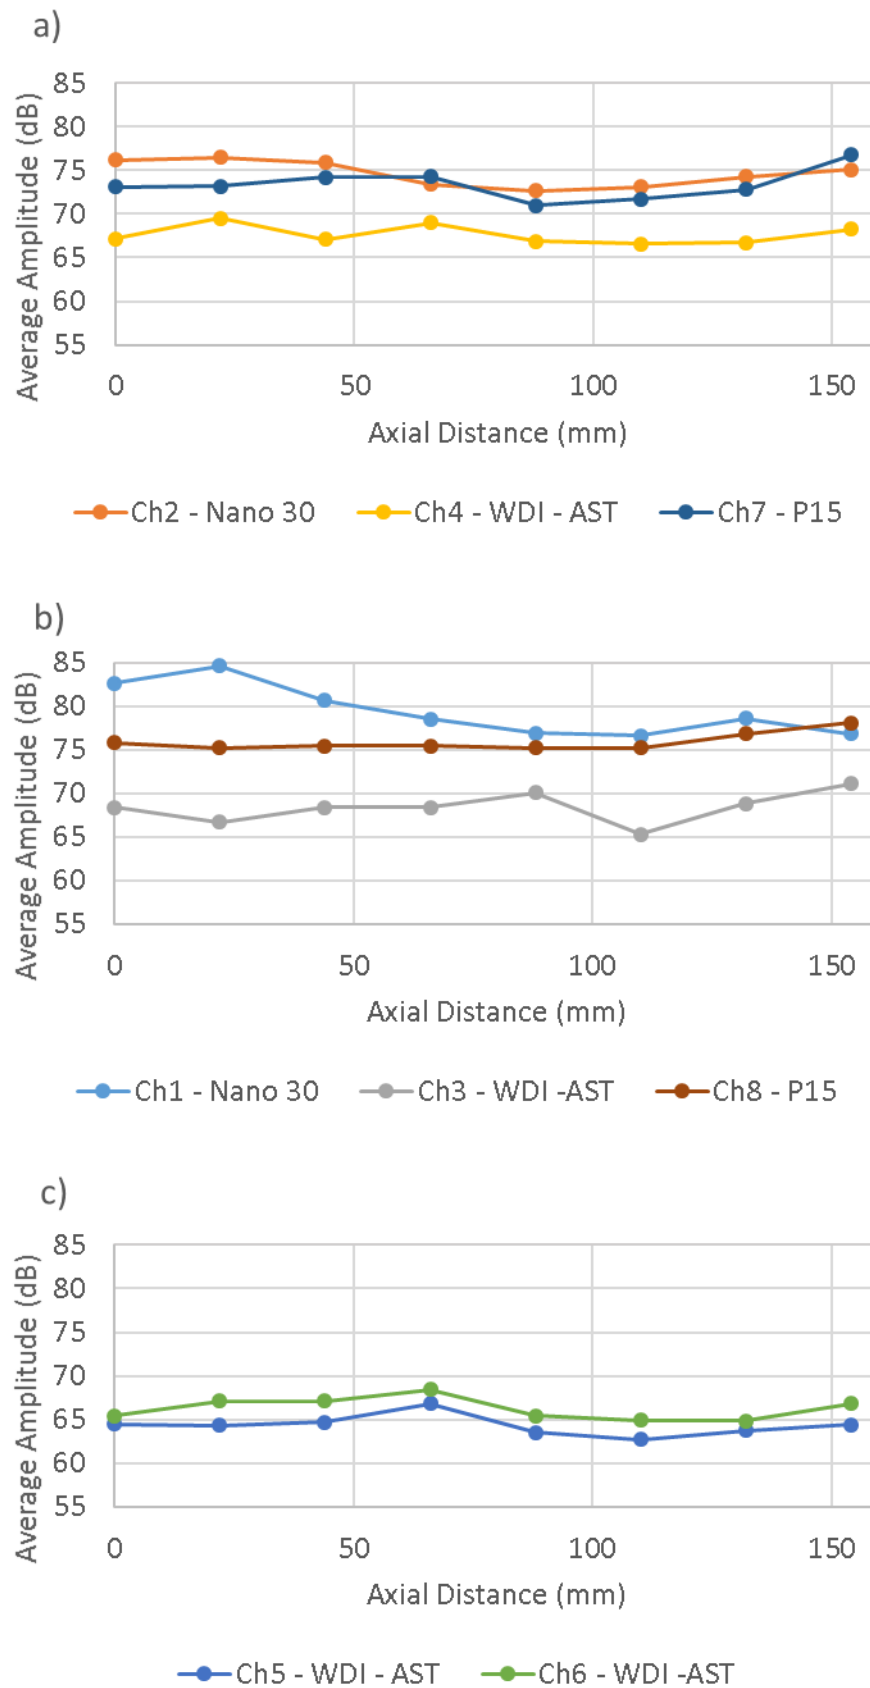 a)
Average Amplitude (dB)
85
80
75
70
65
60
55
0 50 100 150
Axial Distance (mm)
Ch2 - Nano 30 Ch4 - WDI - AST Ch7 - P15
b)
Average Amplitude (dB)
85
80
75
70
65
60
55
0 50 100 150
Axial Distance (mm)
Ch1 - Nano 30 Ch3 - WDI -AST Ch8 - P15
c)
Average Amplitude (dB)
85
80
75
70
65
60
55
0 50 100 150
Axial Distance (mm)
Ch5 - WDI - AST Ch6 - WDI -AST